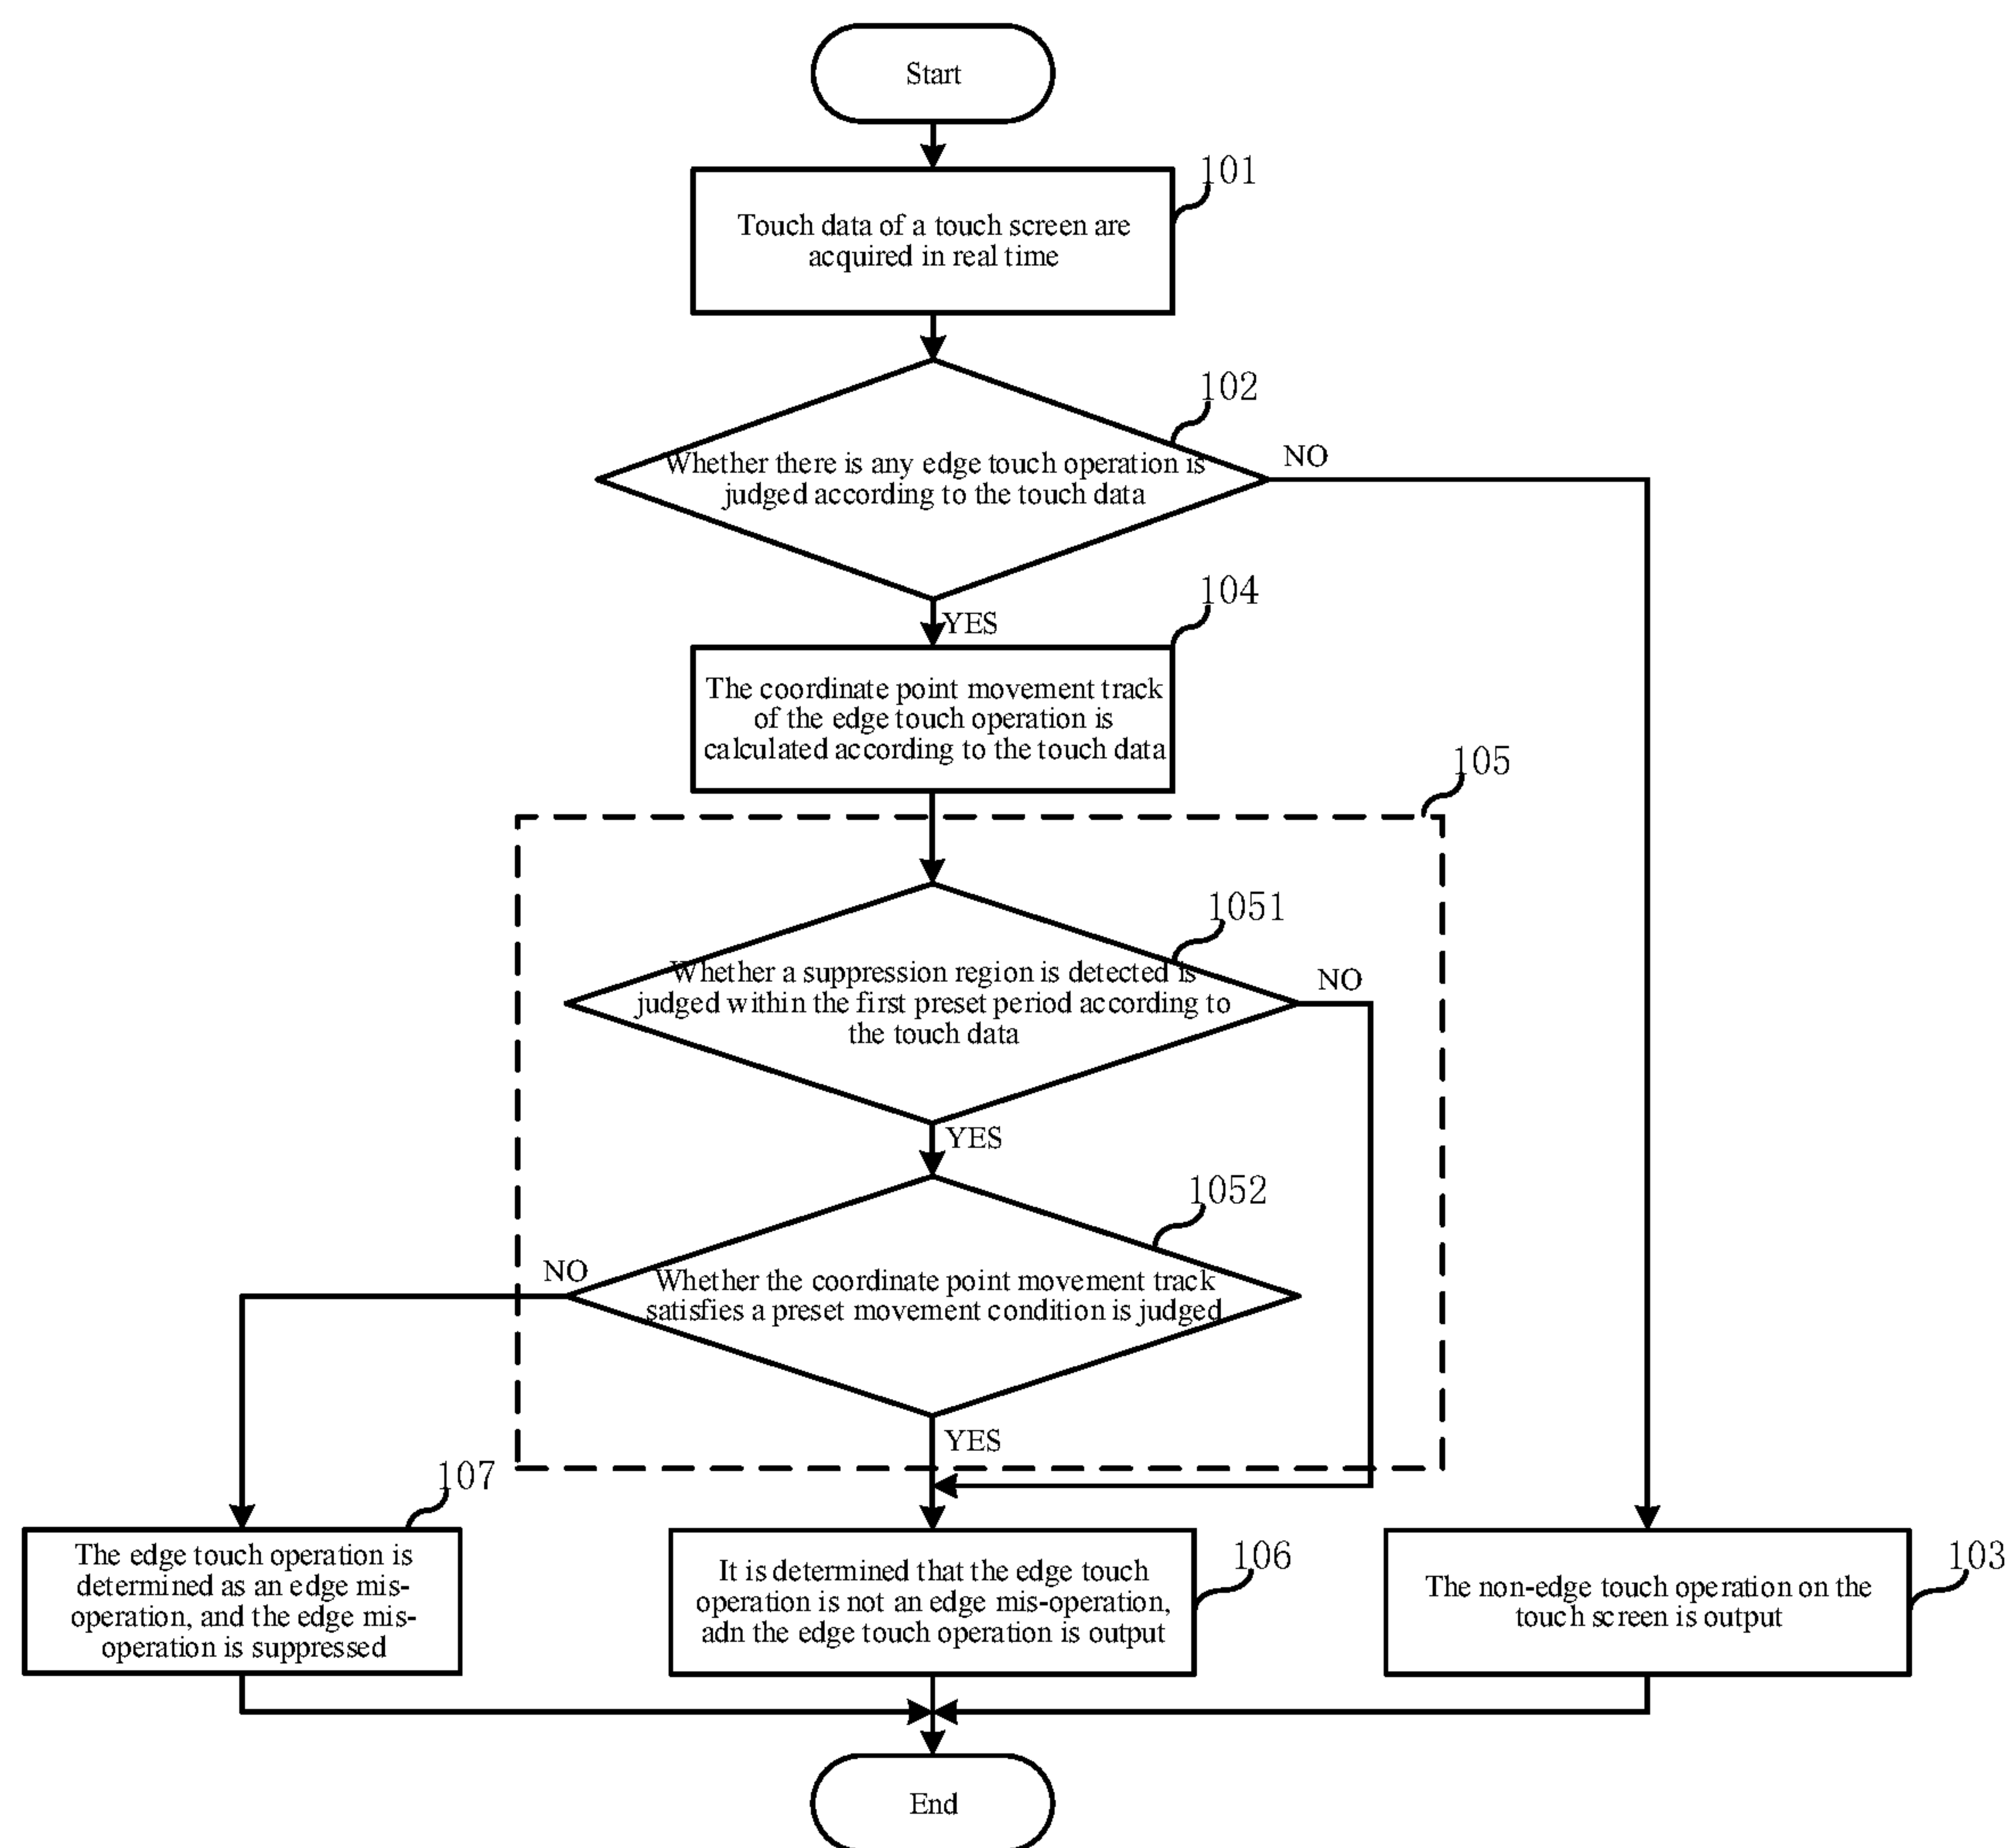 Start
101
Touch data of a touch screen are
acquired in real time
102
Whether there is any edge touch operation is
judged according to the touch data
NO
YES
104
The coordinate point movement track
of the edge touch operation is
calculated according to the touch data
105
1051
Whether a suppression region is detected is
judged within the first preset period according to
the touch data
NO
YES
1052
Whether the coordinate point movement track
satisfies a preset movement condition is judged
NO
YES
107
The edge touch operation is
determined as an edge mis-
operation, and the edge mis-
operation is suppressed
106
It is determined that the edge touch
operation is not an edge mis-operation,
adn the edge touch operation is output
103
The non-edge touch operation on the
touch screen is output
End